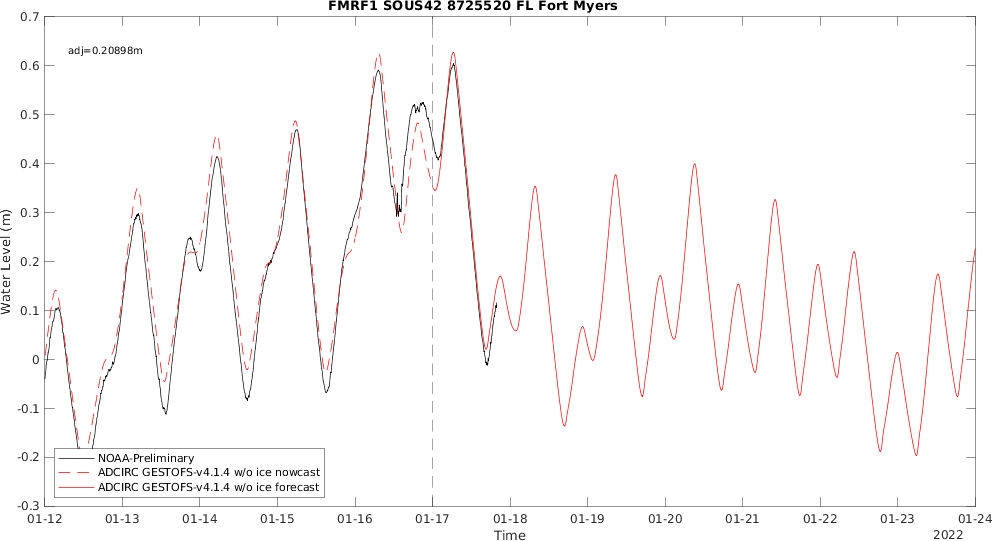 FMRF1 SOUS42 8725520 FL Fort Myers
0.7
adj=0.20898m
0.6
0.5
0.4
0.3
0.2
0.1
0
-0.1
-0.2
-0.3
Water Level (m)
NOAA-Preliminary
ADCIRC GESTOFS-v4.1.4 w/o ice nowcast
ADCIRC GESTOFS-v4.1.4 w/o ice forecast
01-12 01-13 01-14 01-15 01-16 01-17 01-18 01-19 01-20 01-21 01-22 01-23 01-24
Time
2022